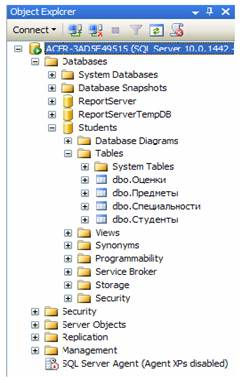 Object Explorer
Connect
ACER-3AD5E49515 (SQL Server 10.0.1442 -
Databases
System Databases
Database Snapshots
ReportServer
ReportServerTempDB
Students
Database Diagrams
Tables
System Tables
dbo.Оценки
dbo.Предметы
dbo.Специальности
dbo.Студенты
Views
Synonyms
Programmability
Service Broker
Storage
Security
Security
Server Objects
Replication
Management
SQL Server Agent (Agent XPs disabled)